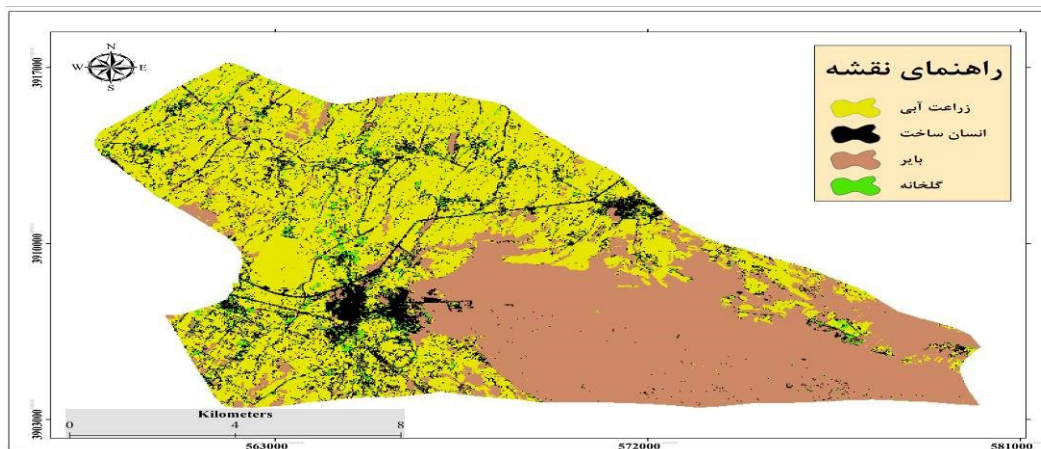 N
W E
S
راهنمای نقشه
زراعت آبی
انسان ساخت
بایر
گلخانه
3917000
3910000
3903000
Kilometers
0 4 8
563000 572000 581000